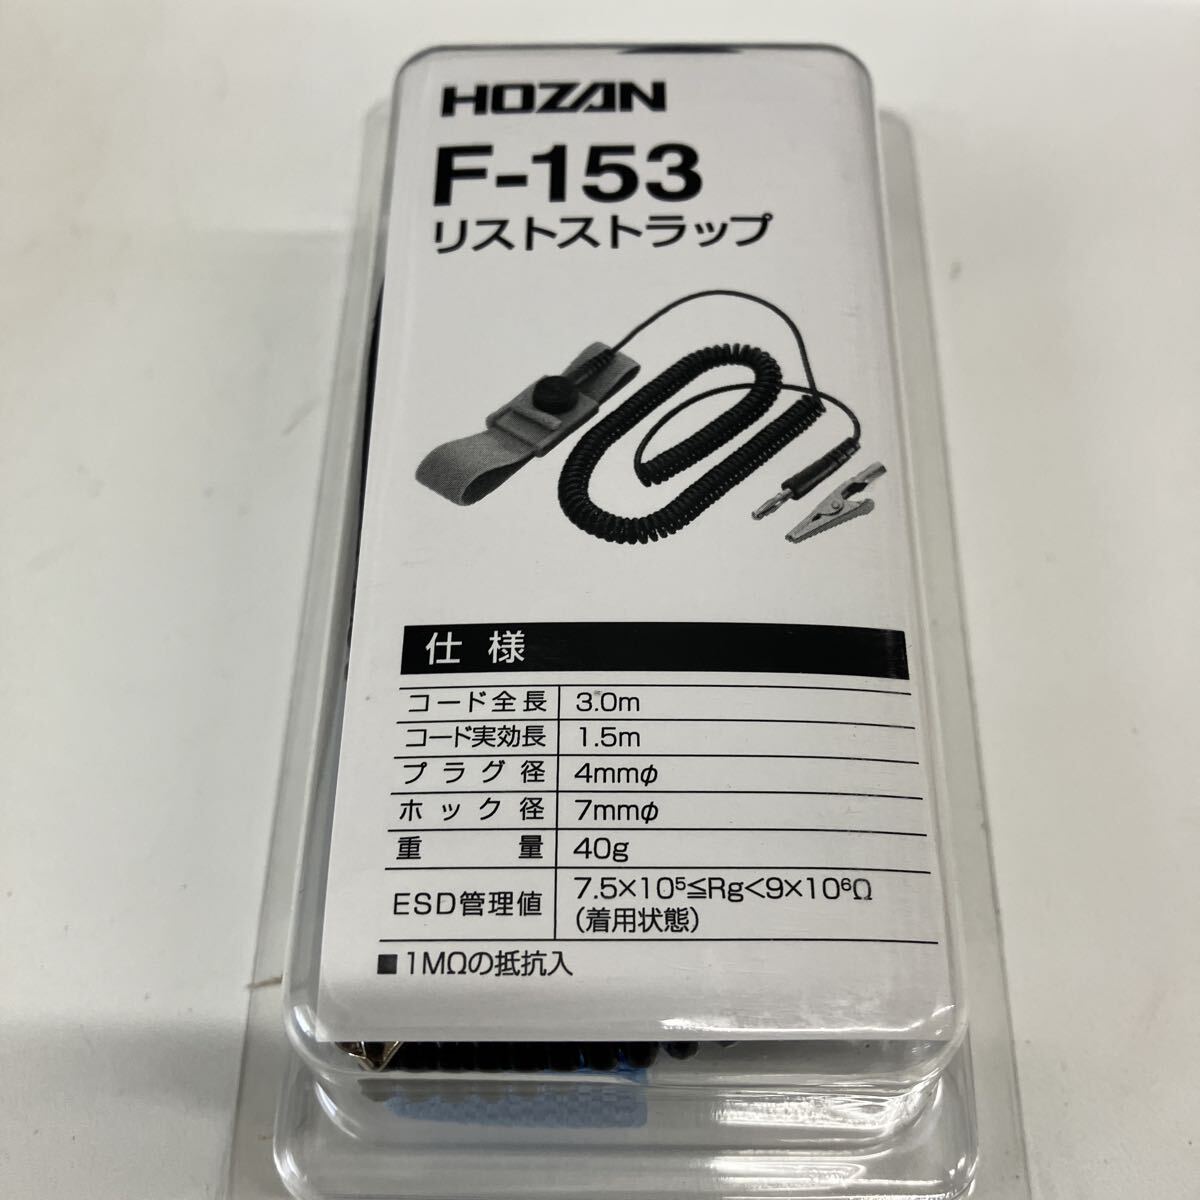 HOZAN
F-153
リストストラップ
仕様
コード全長 3.0m
コード実効長 1.5m
プラグ径 4mmφ
ホック径 7mmφ
重量 40g
ESD管理値 7.5×10⁵≦Rg<9×10⁶Ω
(着用状態)
■1MΩの抵抗入